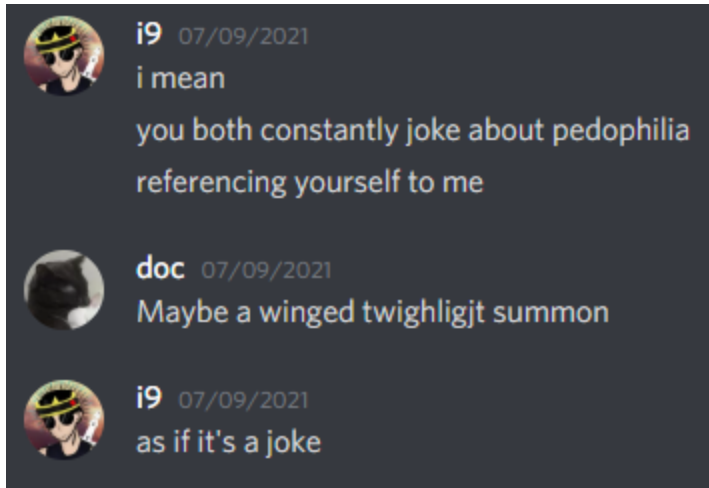 i9 07/09/2021
i mean
you both constantly joke about pedophilia
referencing yourself to me
doc 07/09/2021
Maybe a winged twighligjt summon
i9 07/09/2021
as if it's a joke